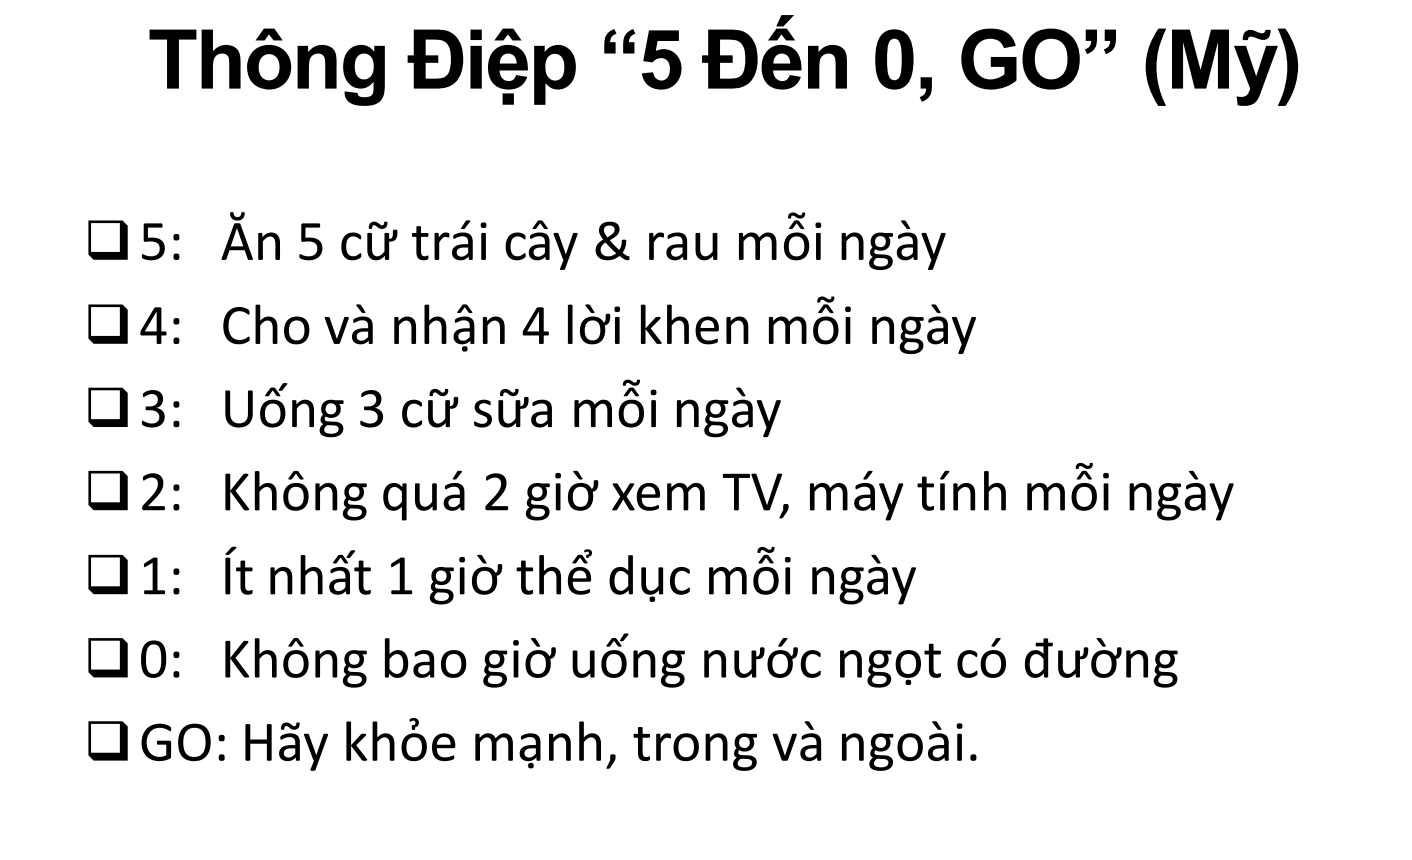 Thông Điệp “5 Đến 0, GO” (Mỹ)
❑ 5: Ăn 5 cữ trái cây & rau mỗi ngày
❑ 4: Cho và nhận 4 lời khen mỗi ngày
❑ 3: Uống 3 cữ sữa mỗi ngày
❑ 2: Không quá 2 giờ xem TV, máy tính mỗi ngày
❑ 1: Ít nhất 1 giờ thể dục mỗi ngày
❑ 0: Không bao giờ uống nước ngọt có đường
❑ GO: Hãy khỏe mạnh, trong và ngoài.